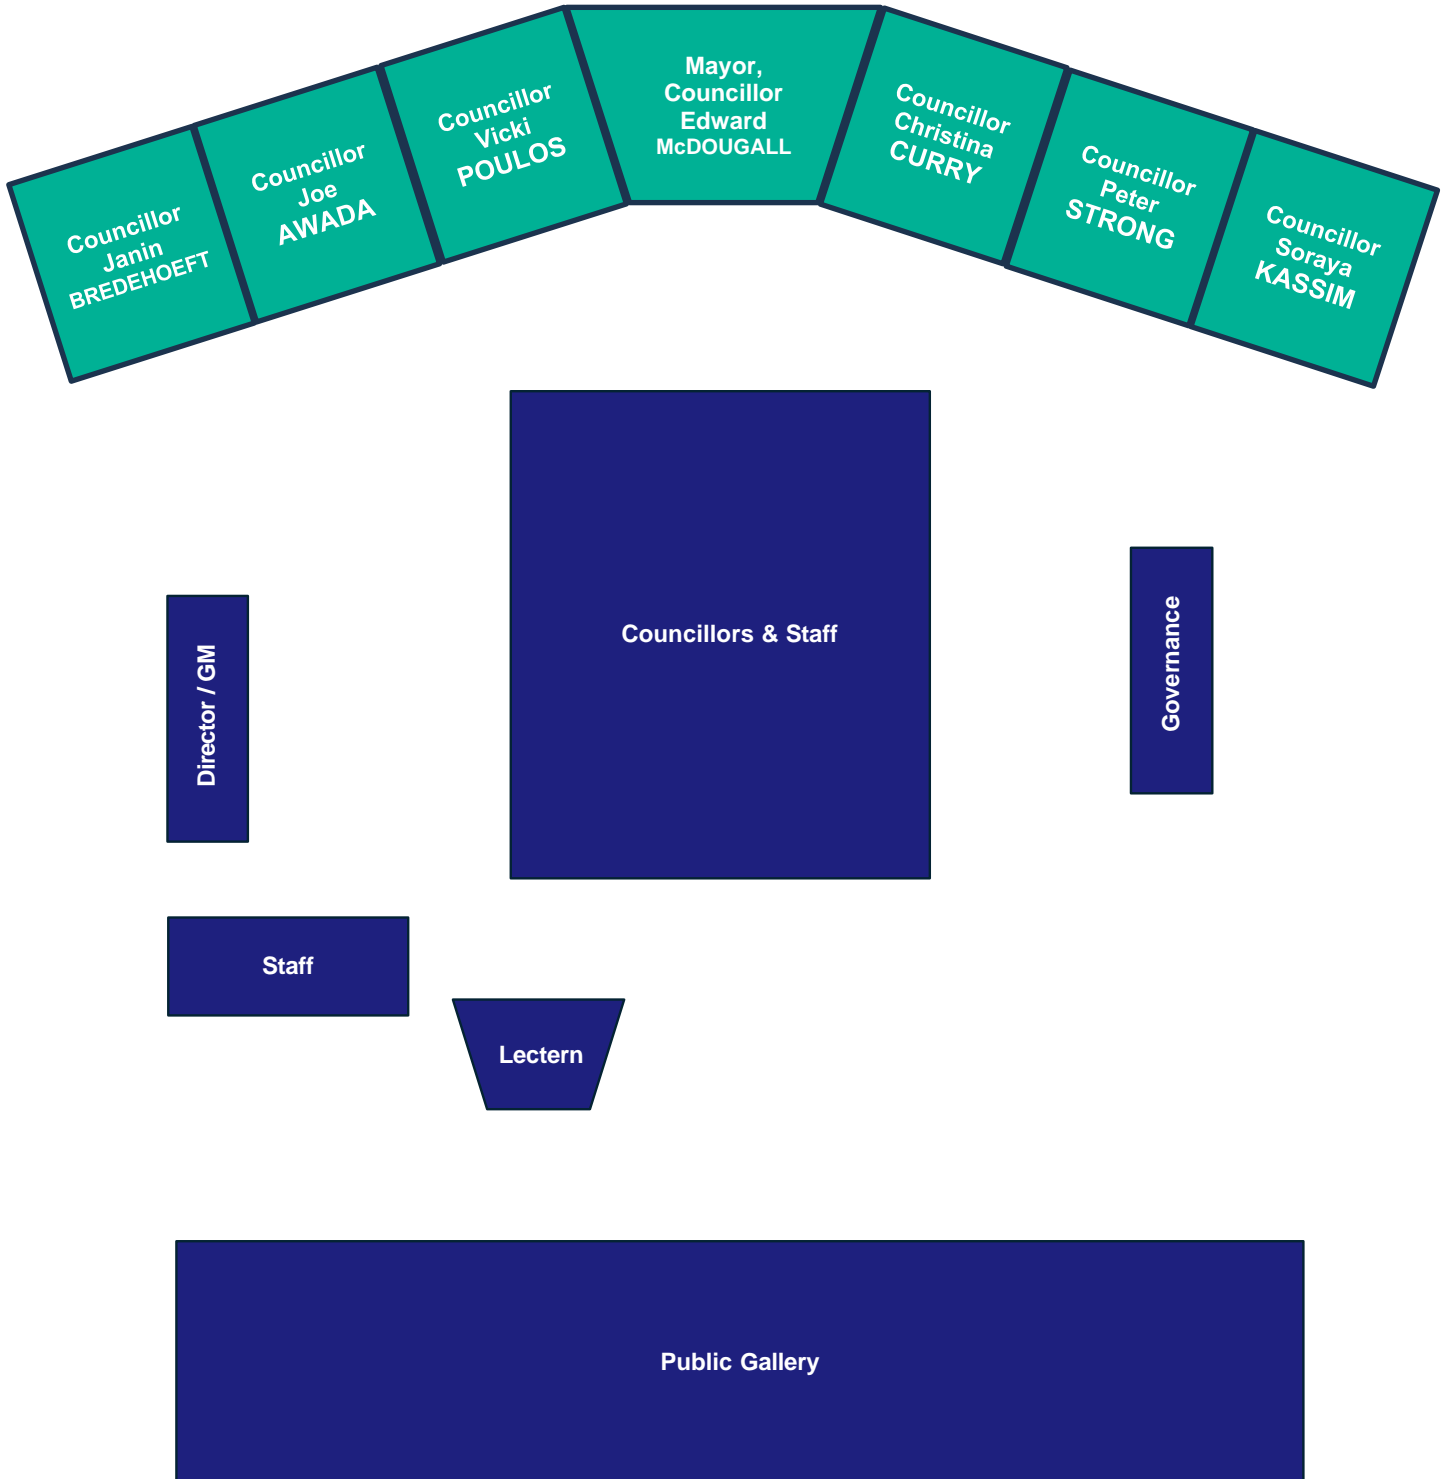 Councillor
Janin
BREDEHOEFT
Councillor
Joe
AWADA
Councillor
Vicki
POULOS
Mayor,
Councillor
Edward
McDOUGALL
Councillor
Christina
CURRY
Councillor
Peter
STRONG
Councillor
Soraya
KASSIM
Councillors & Staff
Director / GM
Governance
Staff
Lectern
Public Gallery